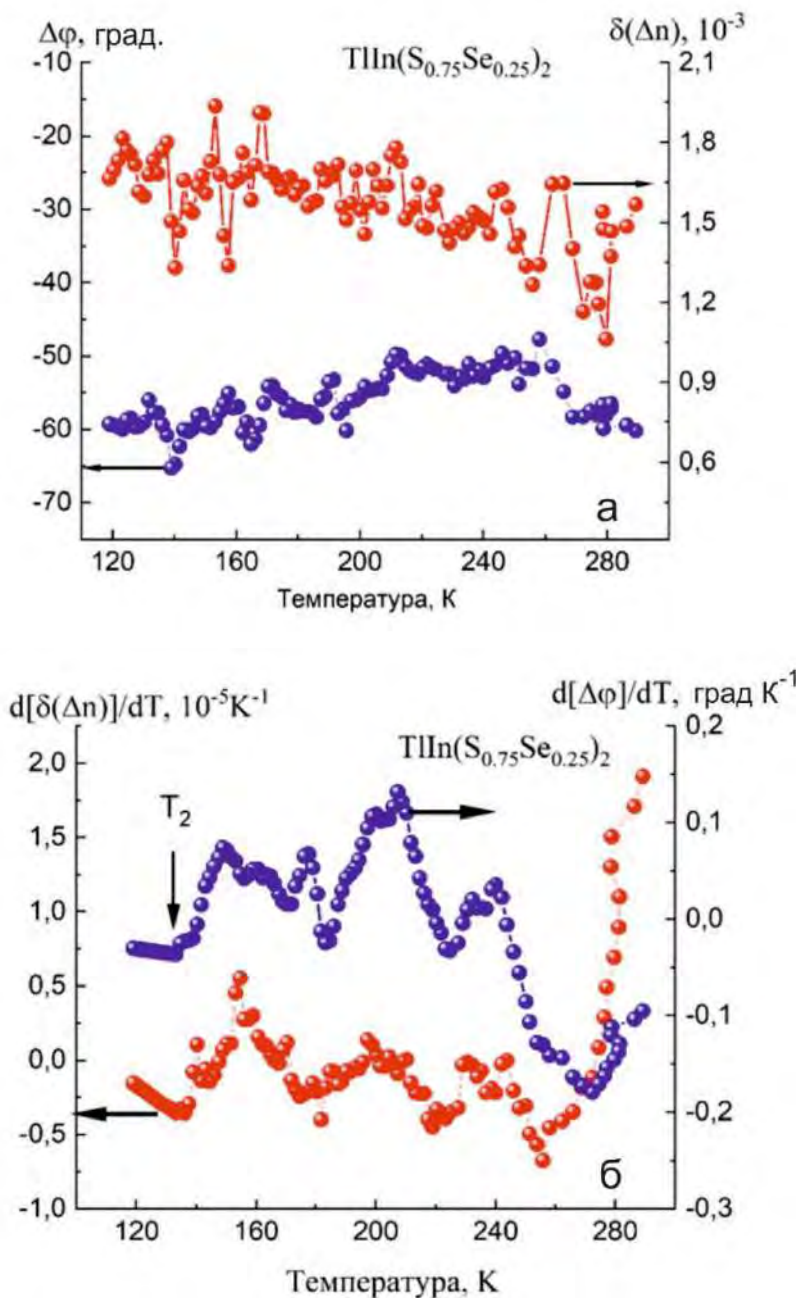 Δφ, град.
δ(Δn), 10⁻³
TlIn(S₀.₇₅Se₀.₂₅)₂
-10
-20
-30
-40
-50
-60
-70
2,1
1,8
1,5
1,2
0,9
0,6
а
120 160 200 240 280
Температура, К
d[δ(Δn)]/dT, 10⁻⁵K⁻¹
d[Δφ]/dT, град К⁻¹
TlIn(S₀.₇₅Se₀.₂₅)₂
T₂
2,0
1,5
1,0
0,5
0,0
-0,5
-1,0
0,2
0,1
0,0
-0,1
-0,2
-0,3
б
120 160 200 240 280
Температура, К